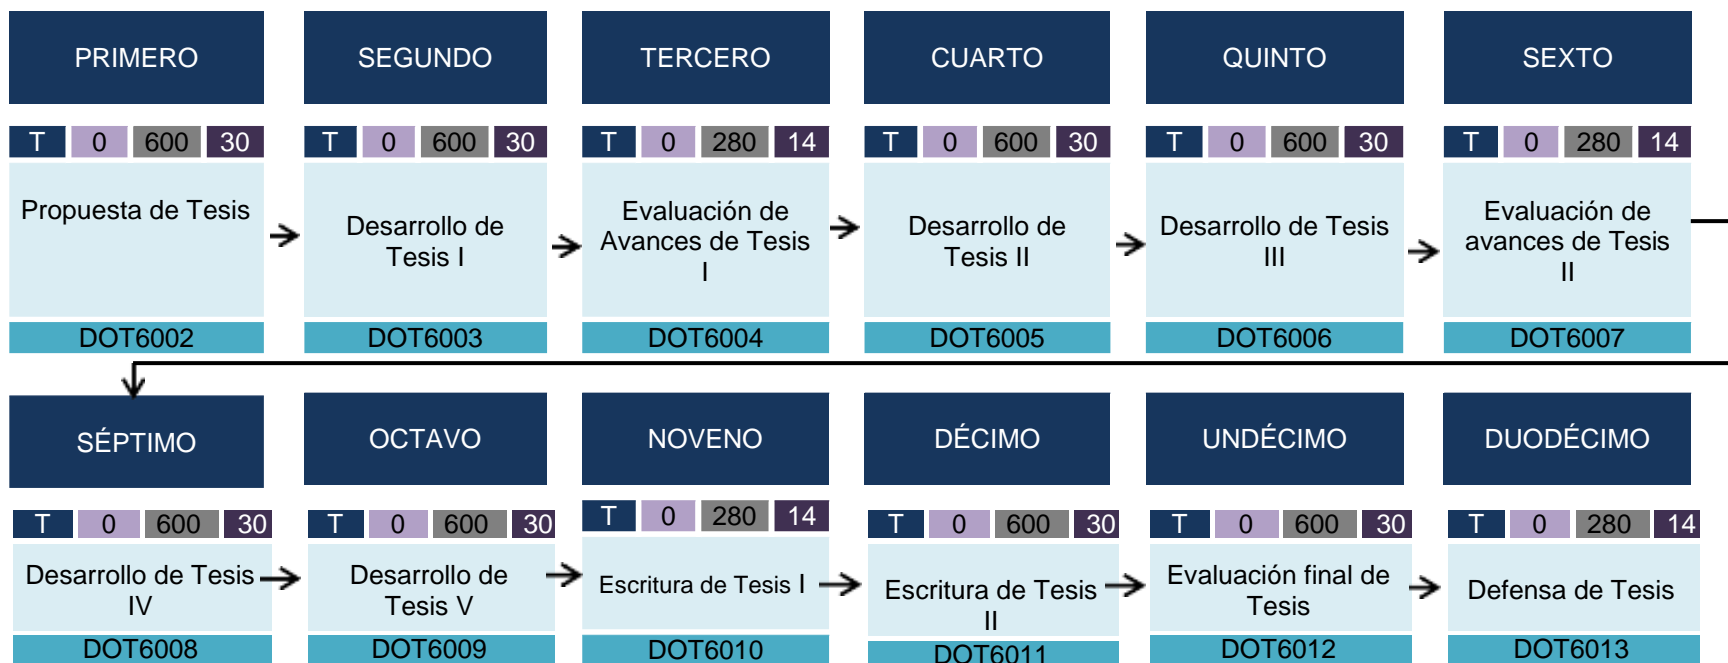 PRIMERO SEGUNDO TERCERO CUARTO QUINTO SEXTO
T 0 600 30 T 0 600 30 T 0 280 14 T 0 600 30 T 0 600 30 T 0 280 14
Propuesta de Tesis
Desarrollo de
Tesis I
Evaluación de
Avances de Tesis
I
Desarrollo de
Tesis II
Desarrollo de Tesis
III
Evaluación de
avances de Tesis
II
DOT6002 DOT6003 DOT6004 DOT6005 DOT6006 DOT6007
SÉPTIMO OCTAVO NOVENO DÉCIMO UNDÉCIMO DUODÉCIMO
T 0 600 30 T 0 600 30 T 0 280 14 T 0 600 30 T 0 600 30 T 0 280 14
Desarrollo de Tesis
IV
Desarrollo de
Tesis V
Escritura de Tesis I
Escritura de Tesis
II
Evaluación final de
Tesis
Defensa de Tesis
DOT6008 DOT6009 DOT6010 DOT6011 DOT6012 DOT6013